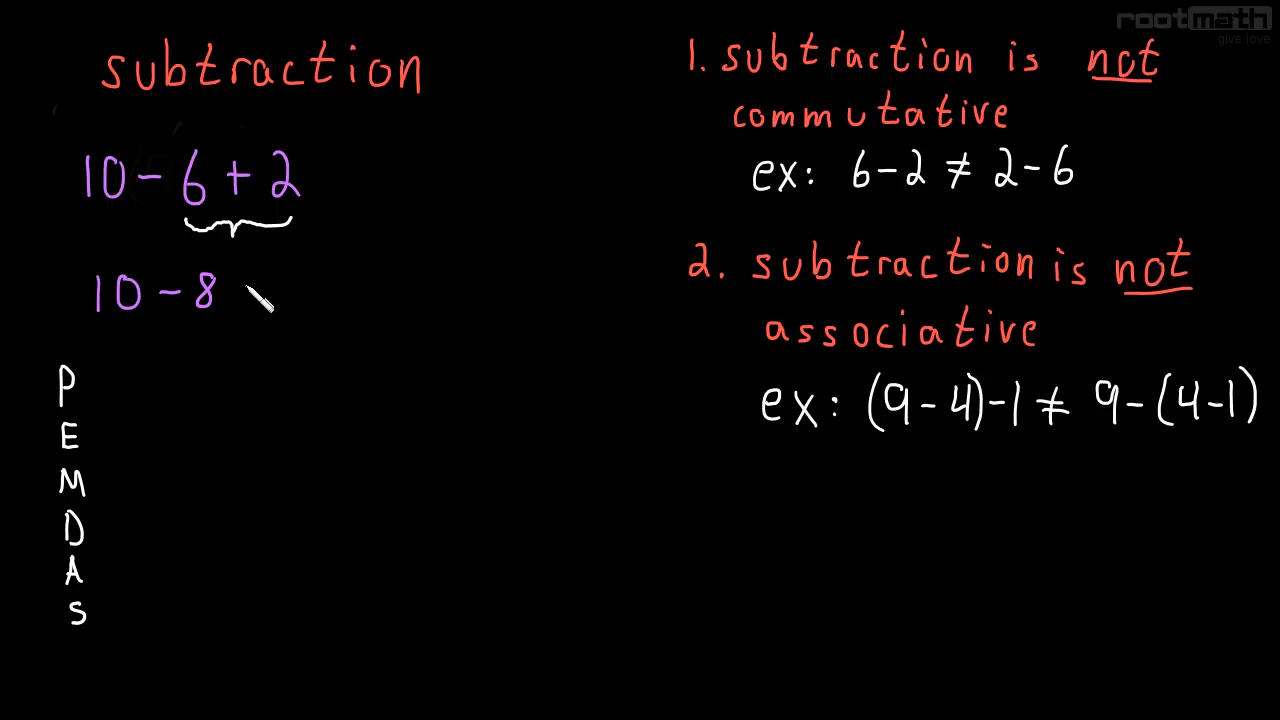 rootmath
give love
subtraction
10 - 6 + 2
10 - 8
P
E
M
D
A
S
1. subtraction is not
commutative
ex: 6 - 2 ≠ 2 - 6
2. subtraction is not
associative
ex: (9 - 4) - 1 ≠ 9 - (4 - 1)